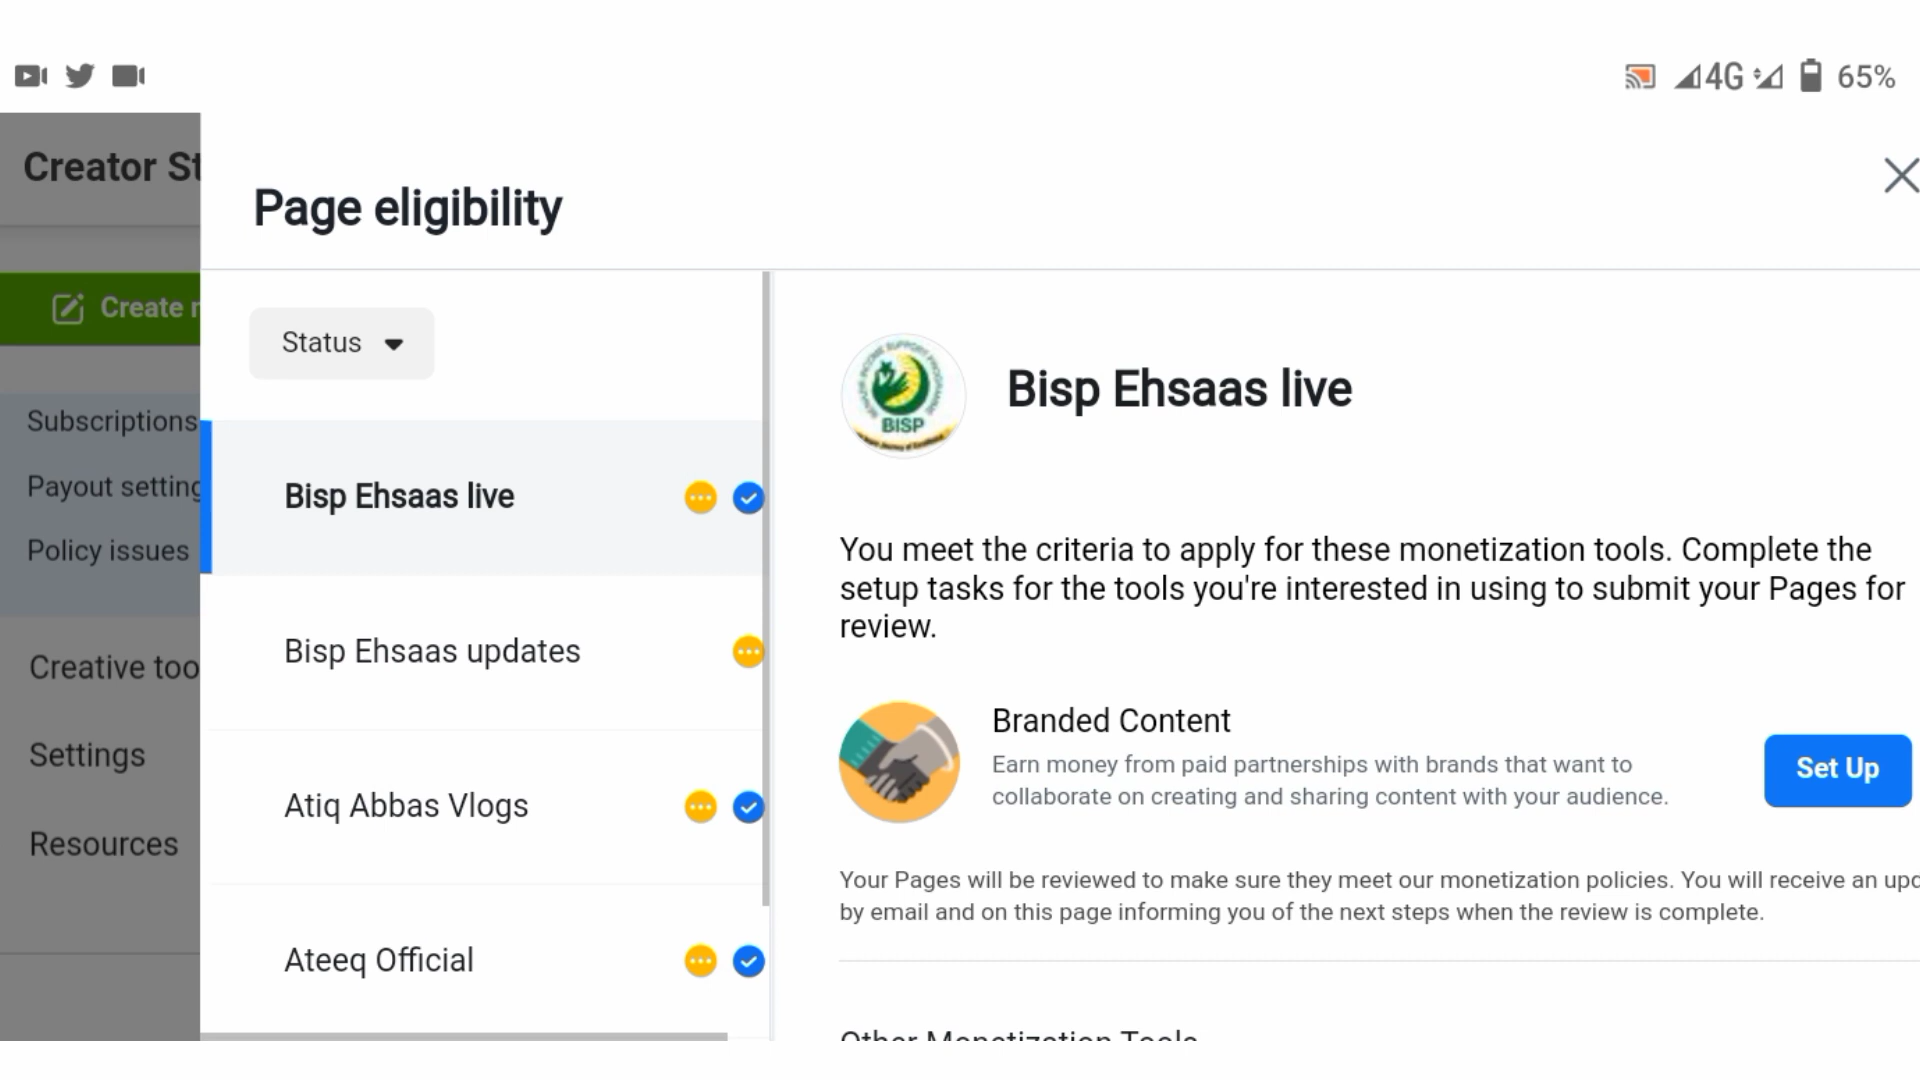 4G
65%
Creator St
Page eligibility
Create
Status
Subscriptions
Payout setting
Policy issues
Creative too
Settings
Resources
Bisp Ehsaas live
Bisp Ehsaas updates
Atiq Abbas Vlogs
Ateeq Official
BISP
Bisp Ehsaas live
You meet the criteria to apply for these monetization tools. Complete the
setup tasks for the tools you're interested in using to submit your Pages for
review.
Branded Content
Earn money from paid partnerships with brands that want to
collaborate on creating and sharing content with your audience.
Set Up
Your Pages will be reviewed to make sure they meet our monetization policies. You will receive an upd
by email and on this page informing you of the next steps when the review is complete.
Other Monetization Tools